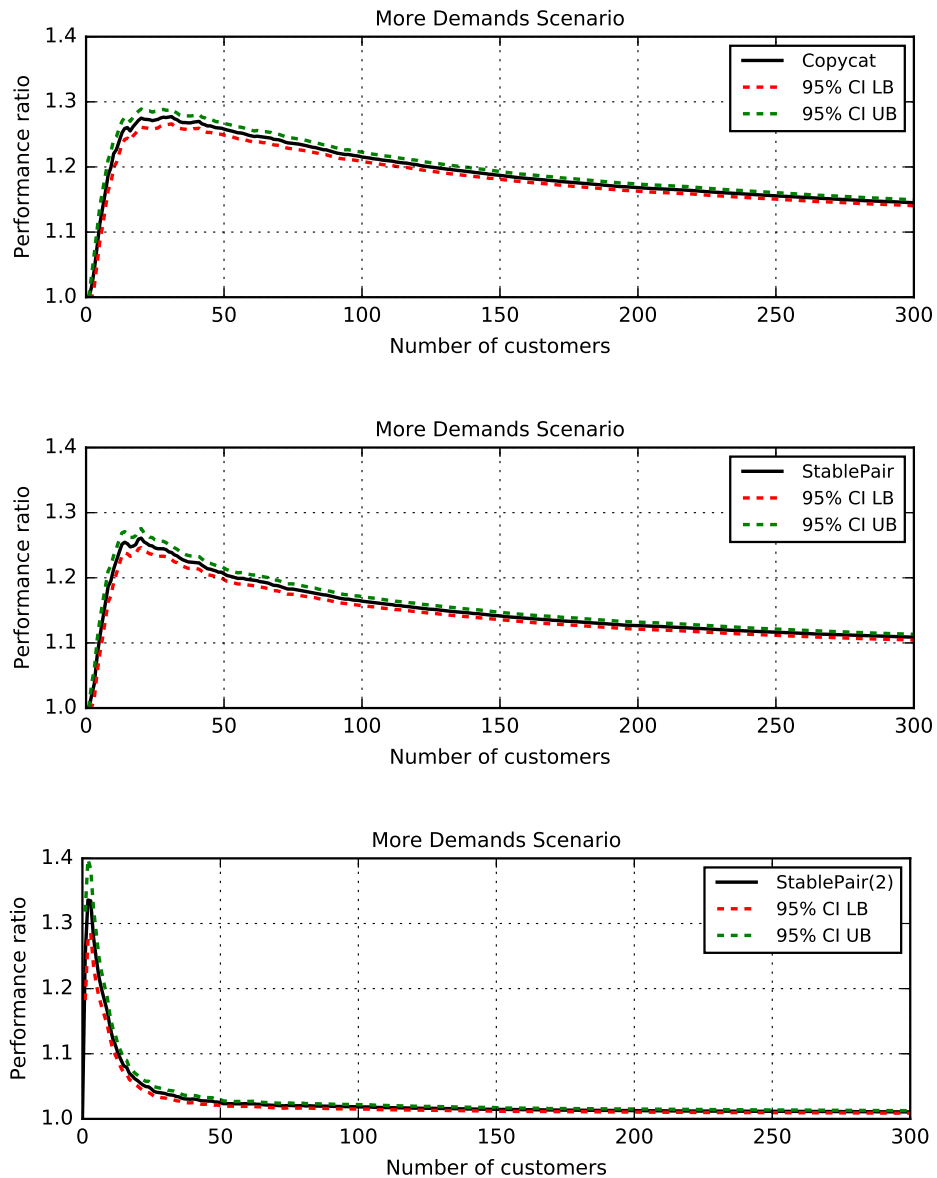 More Demands Scenario
1.4
1.3
1.2
1.1
1.0
Performance ratio
Copycat
95% CI LB
95% CI UB
0 50 100 150 200 250 300
Number of customers
More Demands Scenario
1.4
1.3
1.2
1.1
1.0
Performance ratio
StablePair
95% CI LB
95% CI UB
0 50 100 150 200 250 300
Number of customers
More Demands Scenario
1.4
1.3
1.2
1.1
1.0
Performance ratio
StablePair(2)
95% CI LB
95% CI UB
0 50 100 150 200 250 300
Number of customers